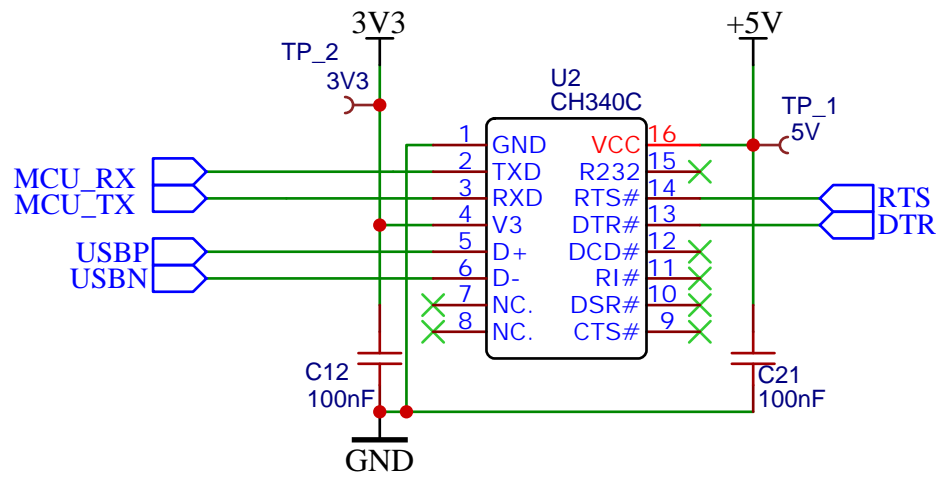 3V3
+5V
TP_2
3V3
U2
CH340C
TP_1
5V
1 GND VCC 16
MCU_RX 2 TXD R232 15
MCU_TX 3 RXD RTS# 14 RTS
4 V3 DTR# 13 DTR
USBP 5 D+ DCD# 12
USBN 6 D- RI# 11
7 NC. DSR# 10
8 NC. CTS# 9
C12
100nF
C21
100nF
GND